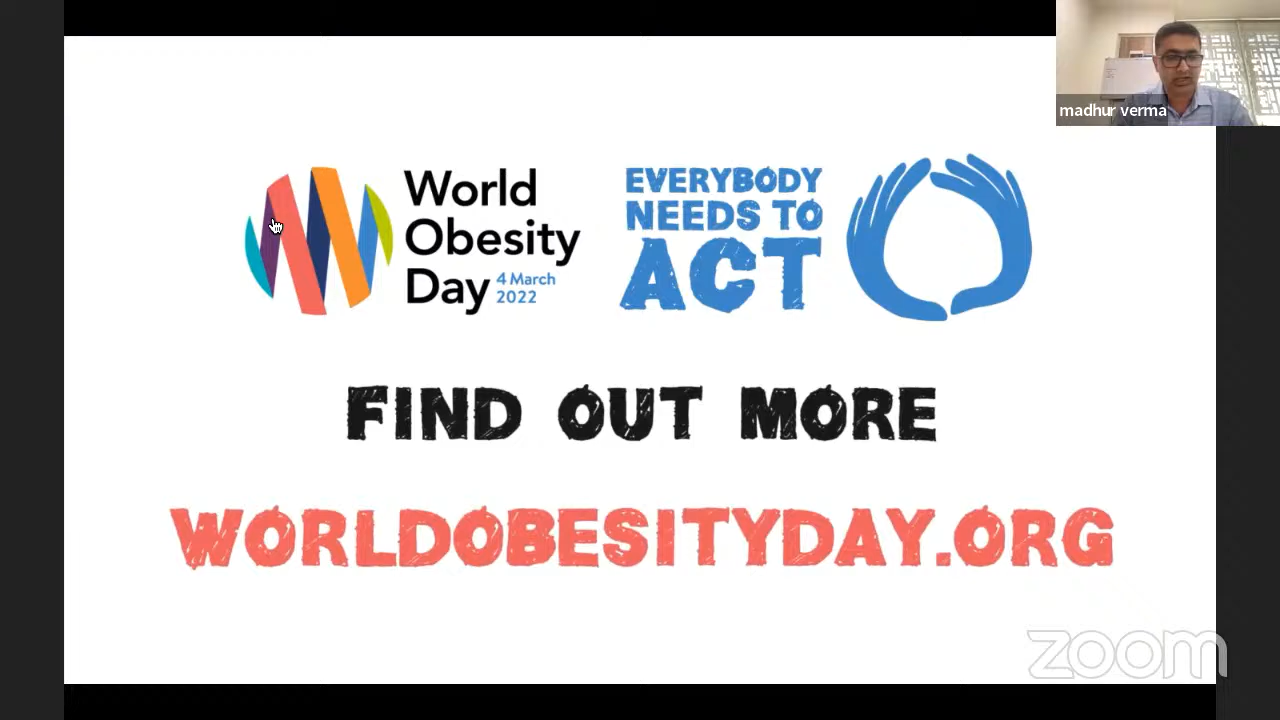 madhur verma
World
Obesity
Day 4 March
2022
EVERYBODY
NEEDS TO
ACT
FIND OUT MORE
WORLDOBESITYDAY.ORG
zoom